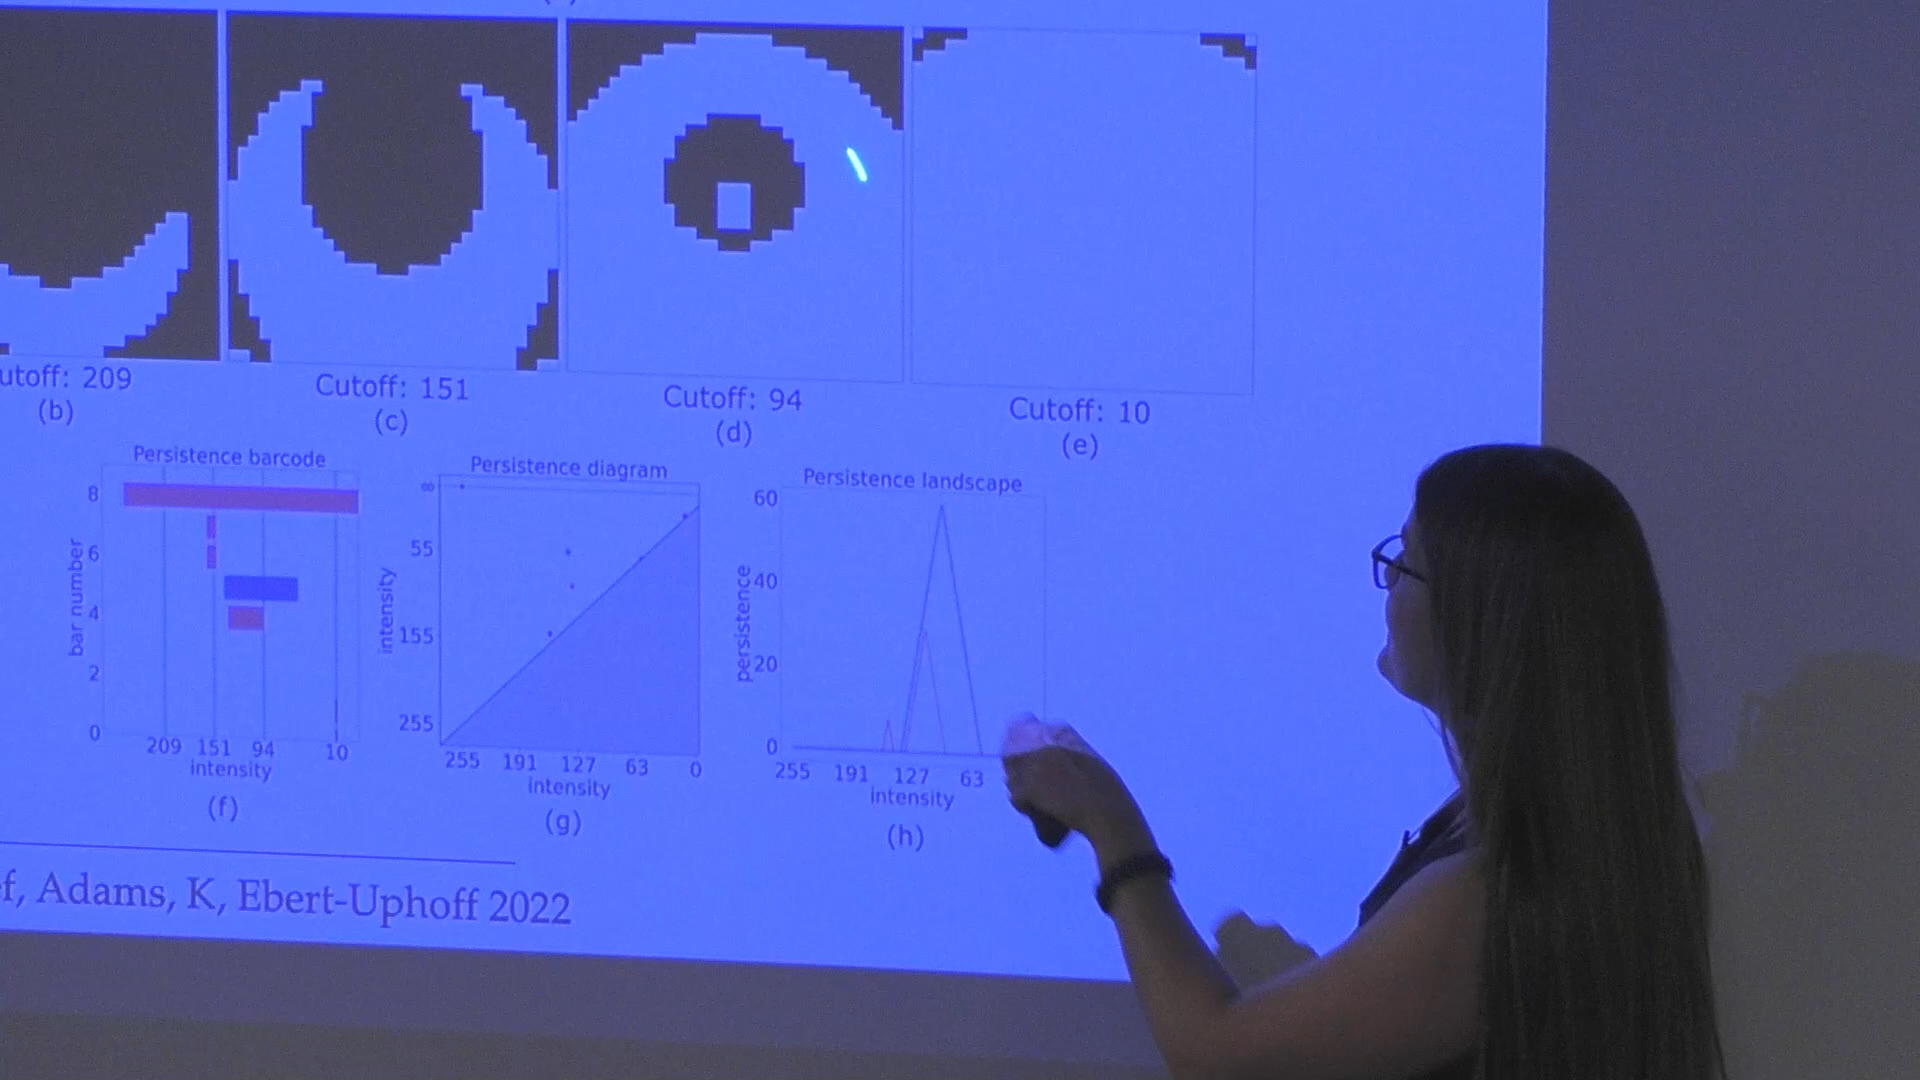 utoff: 209
(b)
Cutoff: 151
(c)
Cutoff: 94
(d)
Cutoff: 10
(e)
Persistence barcode
8
6
4
2
0
bar number
209 151 94 10
intensity
(f)
Persistence diagram
∞
55
155
255
intensity
255 191 127 63 0
intensity
(g)
Persistence landscape
60
40
20
0
persistence
255 191 127 63
intensity
(h)
f, Adams, K, Ebert-Uphoff 2022